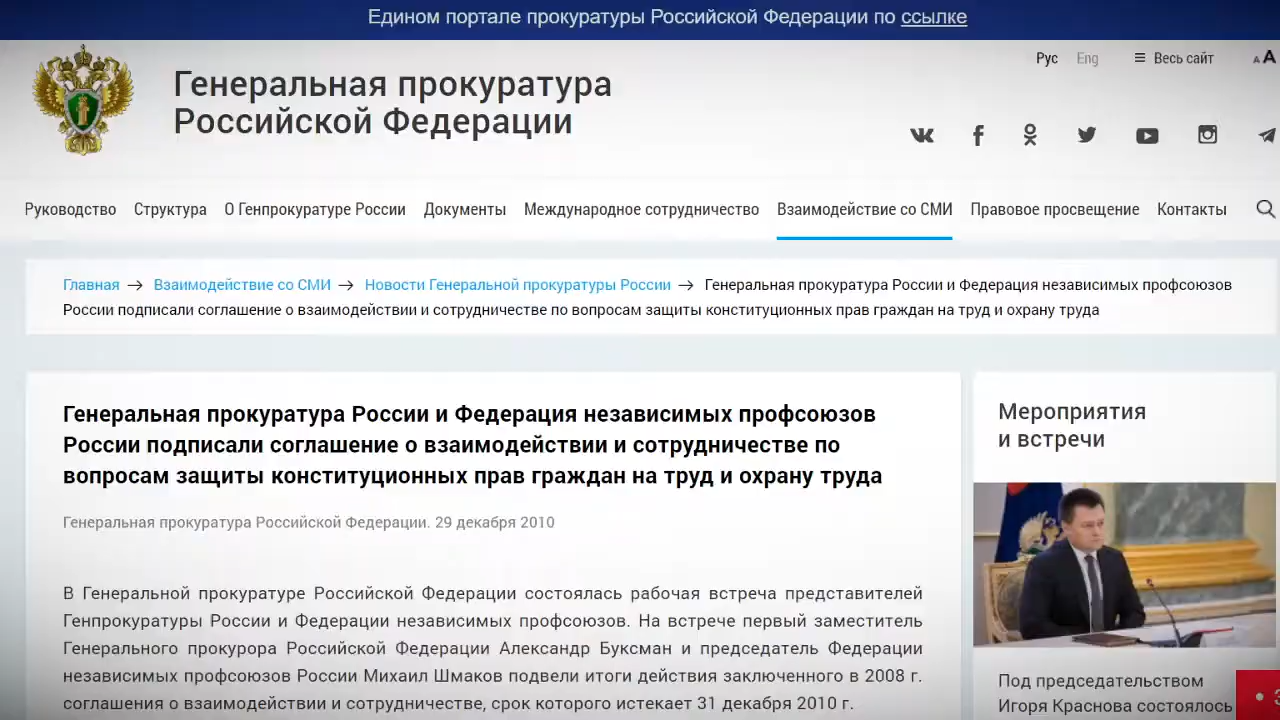 Едином портале прокуратуры Российской Федерации по ссылке
Рус Eng Весь сайт A A
Генеральная прокуратура
Российской Федерации
Руководство Структура О Генпрокуратуре России Документы Международное сотрудничество Взаимодействие со СМИ Правовое просвещение Контакты
Главная → Взаимодействие со СМИ → Новости Генеральной прокуратуры России → Генеральная прокуратура России и Федерация независимых профсоюзов
России подписали соглашение о взаимодействии и сотрудничестве по вопросам защиты конституционных прав граждан на труд и охрану труда
Генеральная прокуратура России и Федерация независимых профсоюзов
России подписали соглашение о взаимодействии и сотрудничестве по
вопросам защиты конституционных прав граждан на труд и охрану труда
Генеральная прокуратура Российской Федерации. 29 декабря 2010
В Генеральной прокуратуре Российской Федерации состоялась рабочая встреча представителей
Генпрокуратуры России и Федерации независимых профсоюзов. На встрече первый заместитель
Генерального прокурора Российской Федерации Александр Буксман и председатель Федерации
независимых профсоюзов России Михаил Шмаков подвели итоги действия заключенного в 2008 г.
соглашения о взаимодействии и сотрудничестве, срок которого истекает 31 декабря 2010 г.
Мероприятия
и встречи
Под председательством
Игоря Краснова состоялось